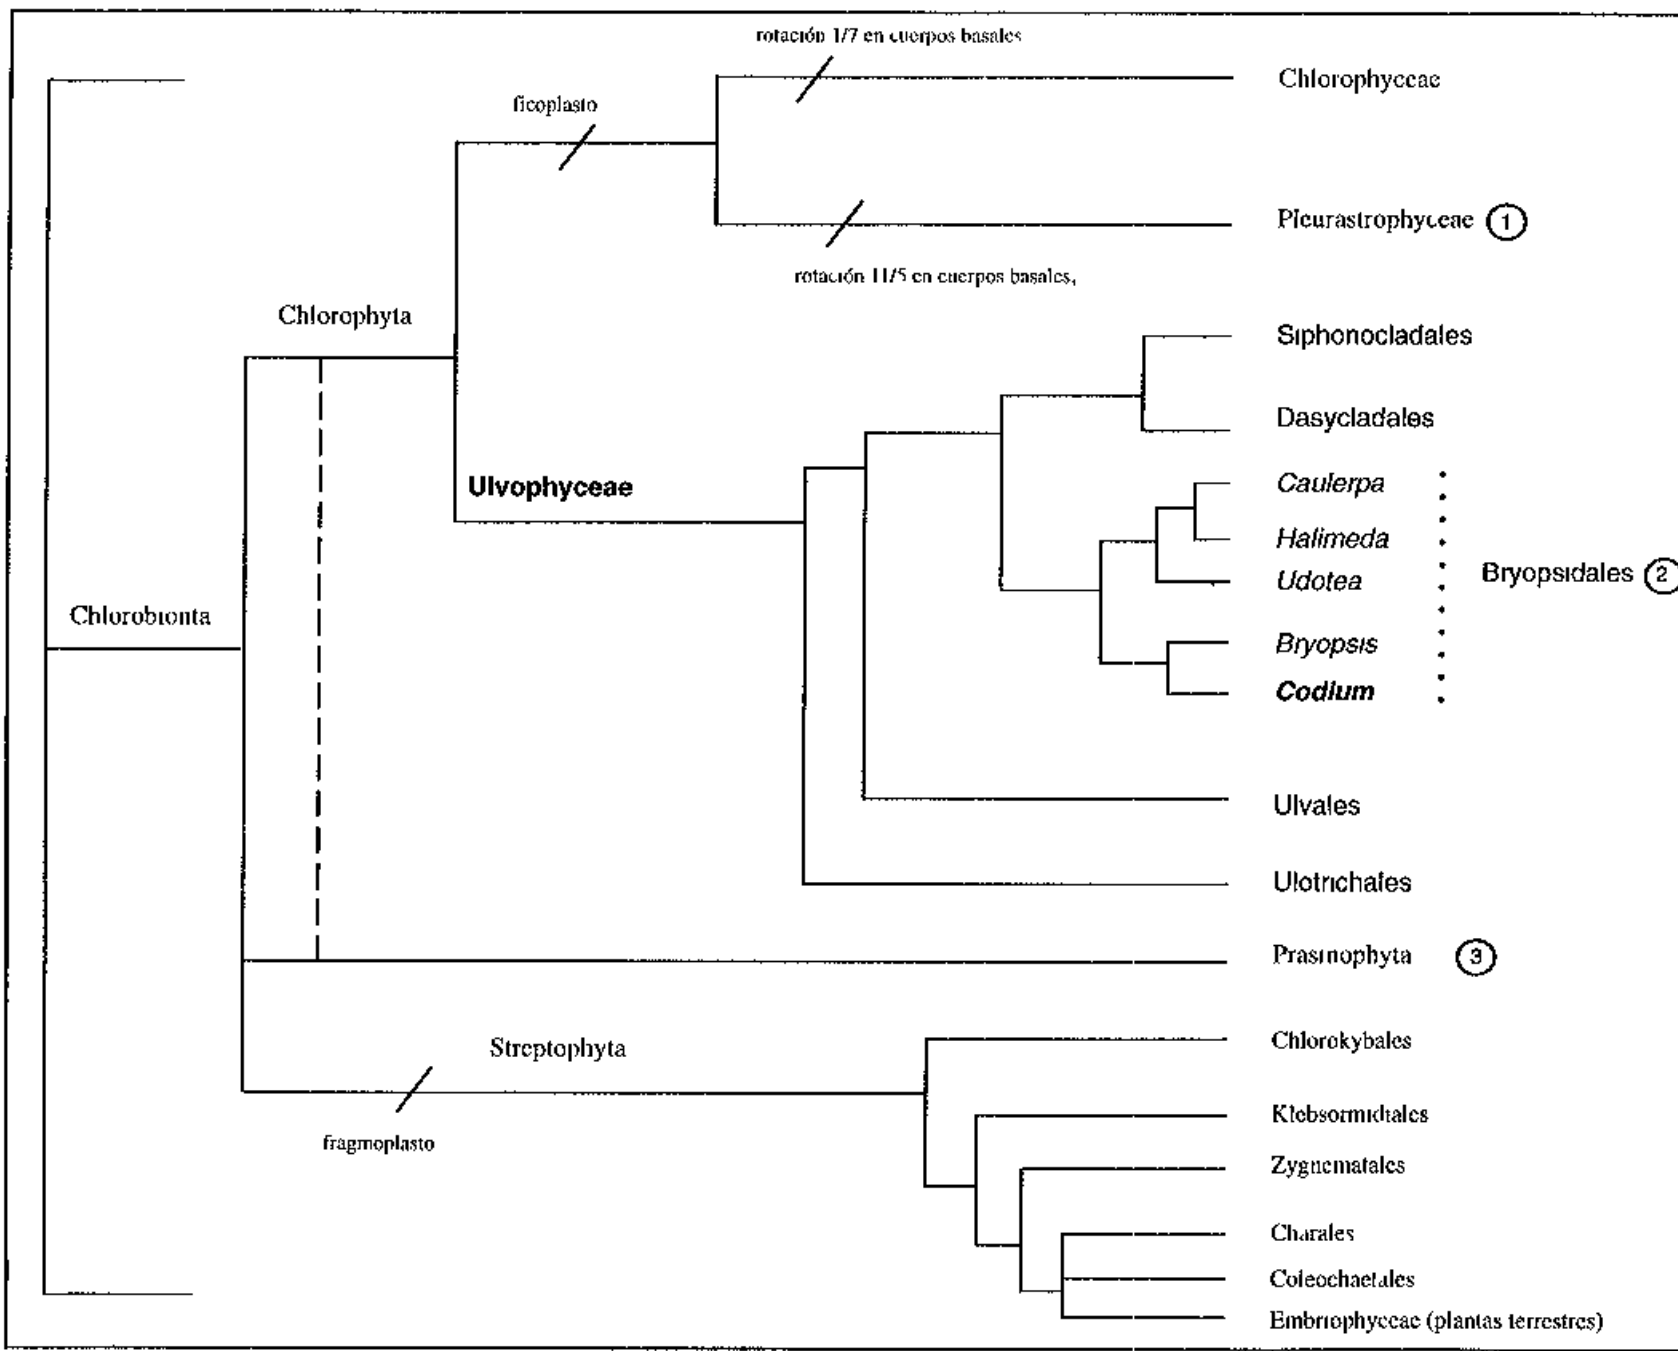 rotación 1/7 en cuerpos basales
Chlorophyceae
ficoplasto
Pleurastrophyceae 1
rotación 11/5 en cuerpos basales,
Chlorophyta
Siphonocladales
Dasycladales
Ulvophyceae
Caulerpa
Halimeda
Bryopsidales 2
Udotea
Chlorobionta
Bryopsis
Codium
Ulvales
Ulotrichales
Prasinophyta 3
Streptophyta
Chlorokybales
Klebsormidiales
fragmoplasto
Zygnematales
Charales
Coleochaetales
Embriophyceae (plantas terrestres)